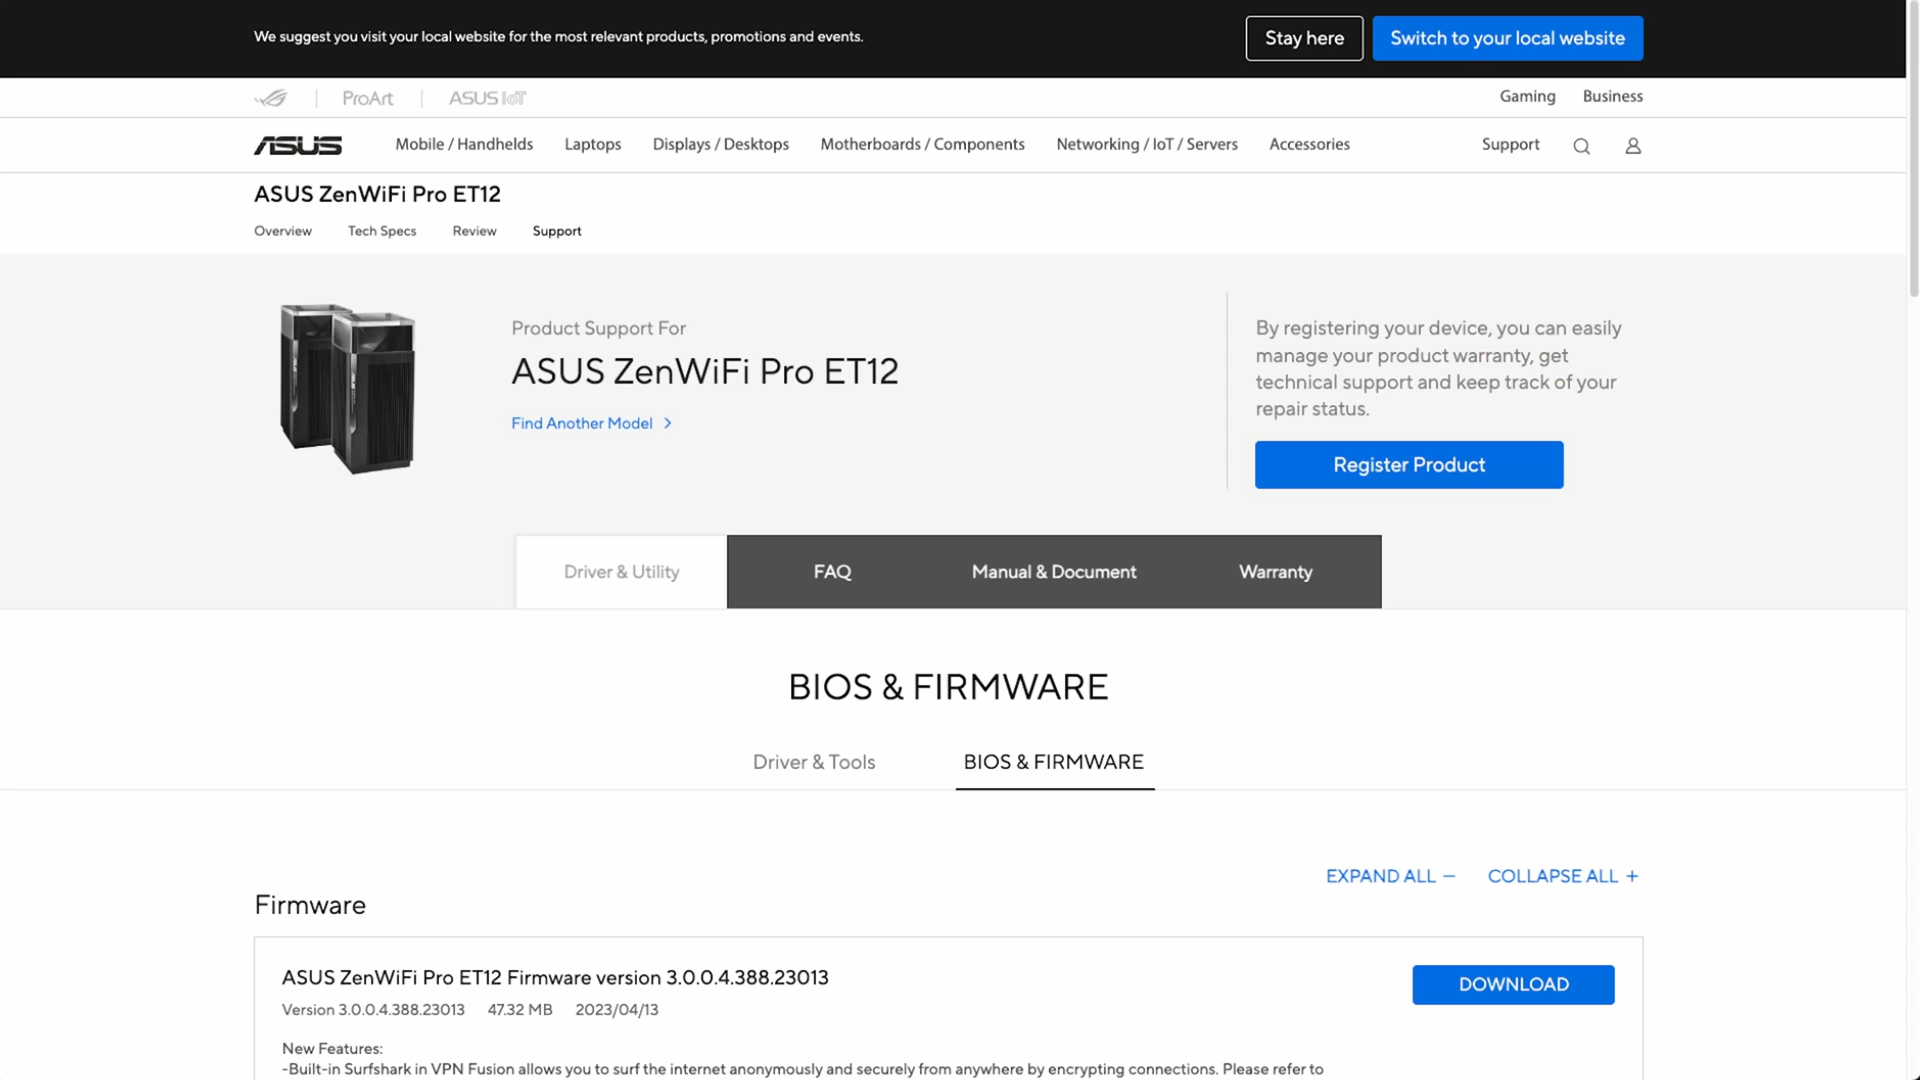 We suggest you visit your local website for the most relevant products, promotions and events.
Stay here
Switch to your local website
ProArt
ASUS IoT
Gaming
Business
ASUS
Mobile / Handhelds
Laptops
Displays / Desktops
Motherboards / Components
Networking / IoT / Servers
Accessories
Support
ASUS ZenWiFi Pro ET12
Overview
Tech Specs
Review
Support
Product Support For
ASUS ZenWiFi Pro ET12
Find Another Model
By registering your device, you can easily
manage your product warranty, get
technical support and keep track of your
repair status.
Register Product
Driver & Utility
FAQ
Manual & Document
Warranty
BIOS & FIRMWARE
Driver & Tools
BIOS & FIRMWARE
EXPAND ALL −
COLLAPSE ALL +
Firmware
ASUS ZenWiFi Pro ET12 Firmware version 3.0.0.4.388.23013
DOWNLOAD
Version 3.0.0.4.388.23013
47.32 MB
2023/04/13
New Features:
-Built-in Surfshark in VPN Fusion allows you to surf the internet anonymously and securely from anywhere by encrypting connections. Please refer to